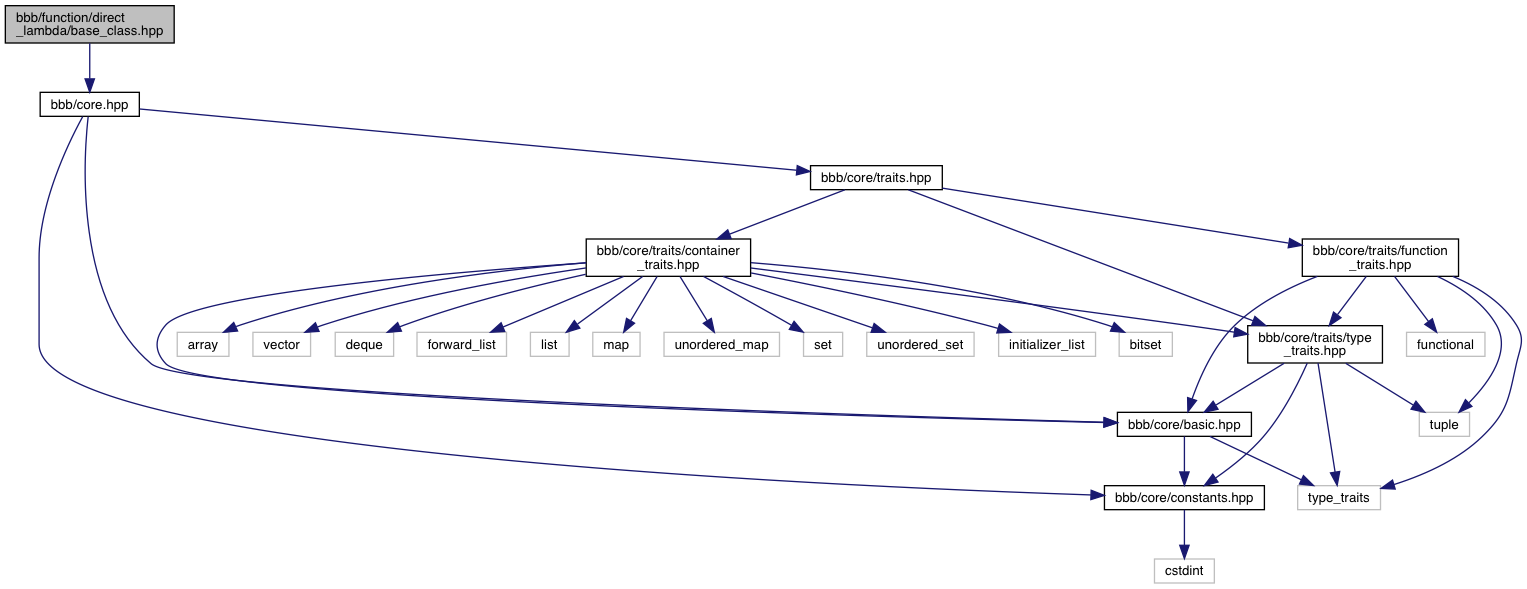 bbb/function/direct
_lambda/base_class.hpp
bbb/core.hpp
bbb/core/traits.hpp
bbb/core/traits/container
_traits.hpp
bbb/core/traits/function
_traits.hpp
array
vector
deque
forward_list
list
map
unordered_map
set
unordered_set
initializer_list
bitset
bbb/core/traits/type
_traits.hpp
functional
bbb/core/basic.hpp
tuple
bbb/core/constants.hpp
type_traits
cstdint